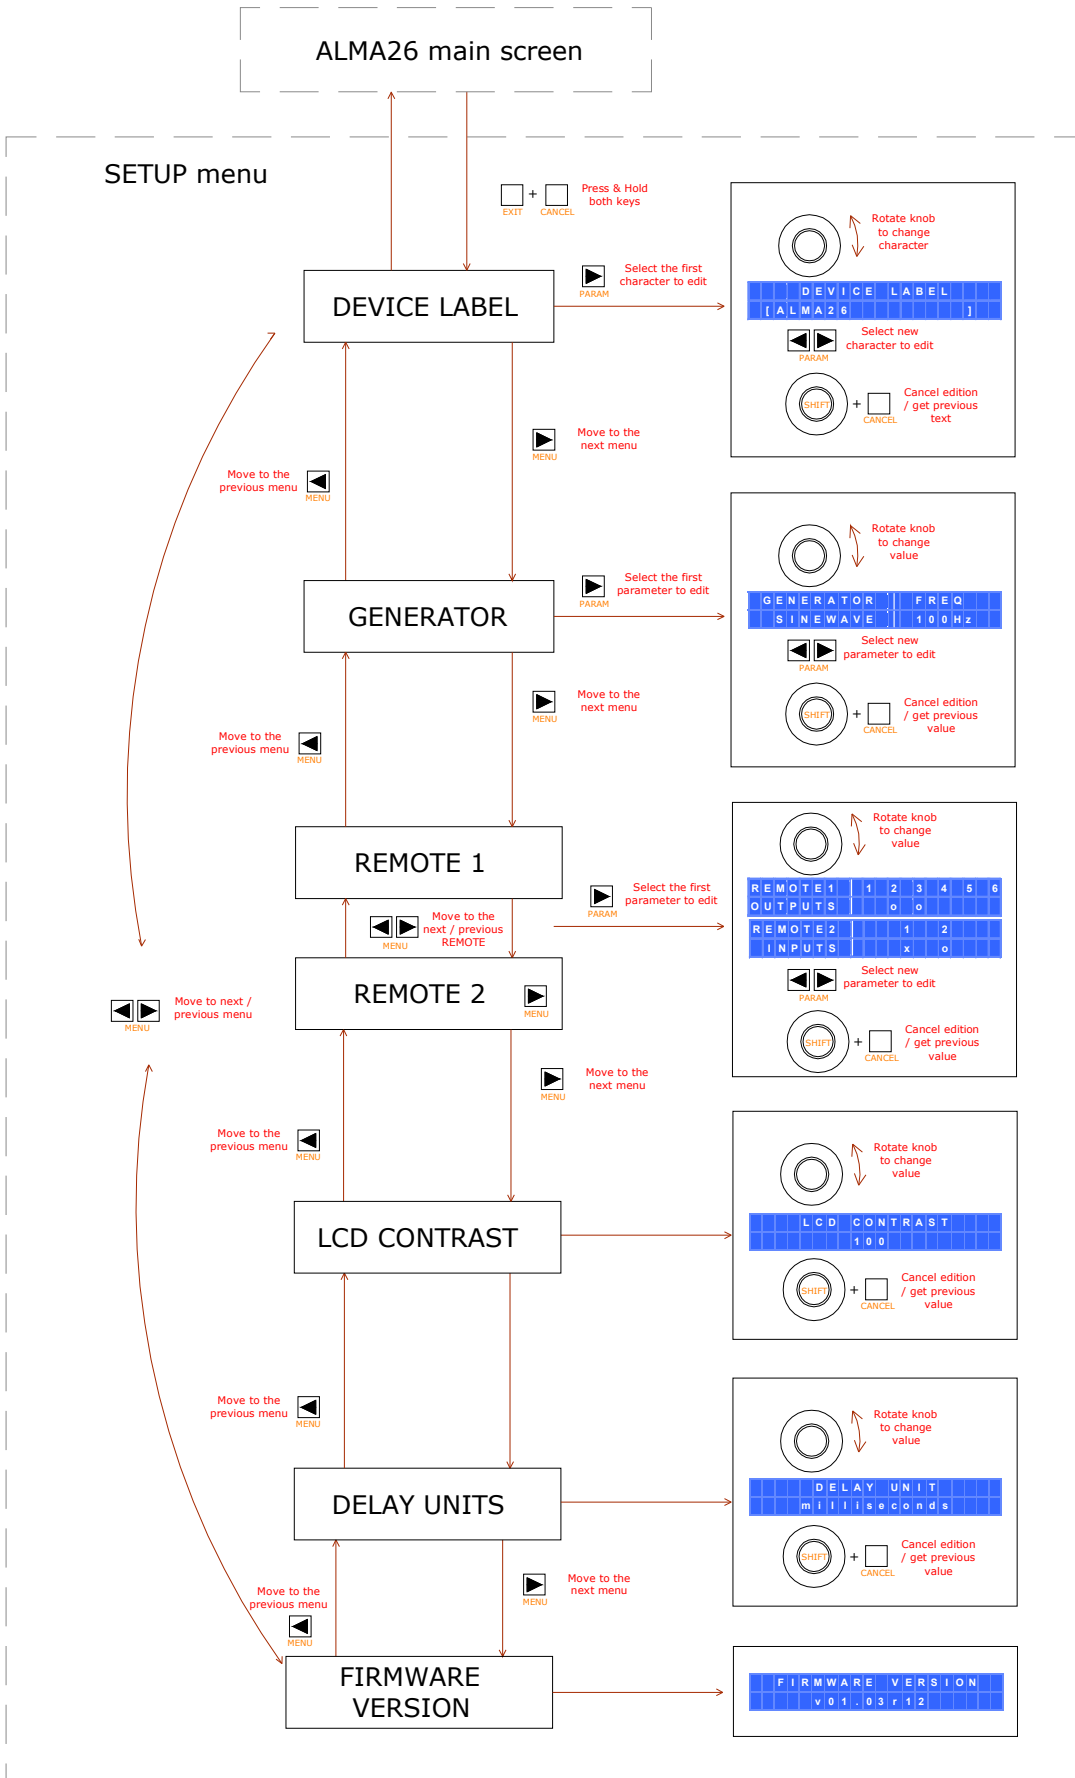 ALMA26 main screen
SETUP menu
+
Press & Hold
both keys
EXIT
CANCEL
DEVICE LABEL
Select the first
character to edit
PARAM
Rotate knob
to change
character
DEVICE LABEL
[ALMA26 ]
Select new
character to edit
PARAM
SHIFT
+
CANCEL
Cancel edition
/ get previous
text
Move to the
next menu
MENU
Move to the
previous menu
MENU
GENERATOR
Select the first
parameter to edit
PARAM
Rotate knob
to change
value
GENERATOR FREQ
SINEWAVE 100Hz
Select new
parameter to edit
PARAM
SHIFT
+
CANCEL
Cancel edition
/ get previous
value
Move to the
next menu
MENU
Move to the
previous menu
MENU
REMOTE 1
Move to the
next / previous
REMOTE
MENU
REMOTE 2
MENU
Select the first
parameter to edit
PARAM
Rotate knob
to change
value
REMOTE1 1 2 3 4 5 6
OUTPUTS o o
REMOTE2 1 2
INPUTS x o
Select new
parameter to edit
PARAM
SHIFT
+
CANCEL
Cancel edition
/ get previous
value
Move to next /
previous menu
MENU
Move to the
next menu
MENU
Move to the
previous menu
MENU
LCD CONTRAST
Rotate knob
to change
value
LCD CONTRAST
100
SHIFT
+
CANCEL
Cancel edition
/ get previous
value
Move to the
previous menu
MENU
DELAY UNITS
Rotate knob
to change
value
DELAY UNIT
milliseconds
SHIFT
+
CANCEL
Cancel edition
/ get previous
value
Move to the
next menu
MENU
Move to the
previous menu
MENU
FIRMWARE
VERSION
FIRMWARE VERSION
v01.03r12